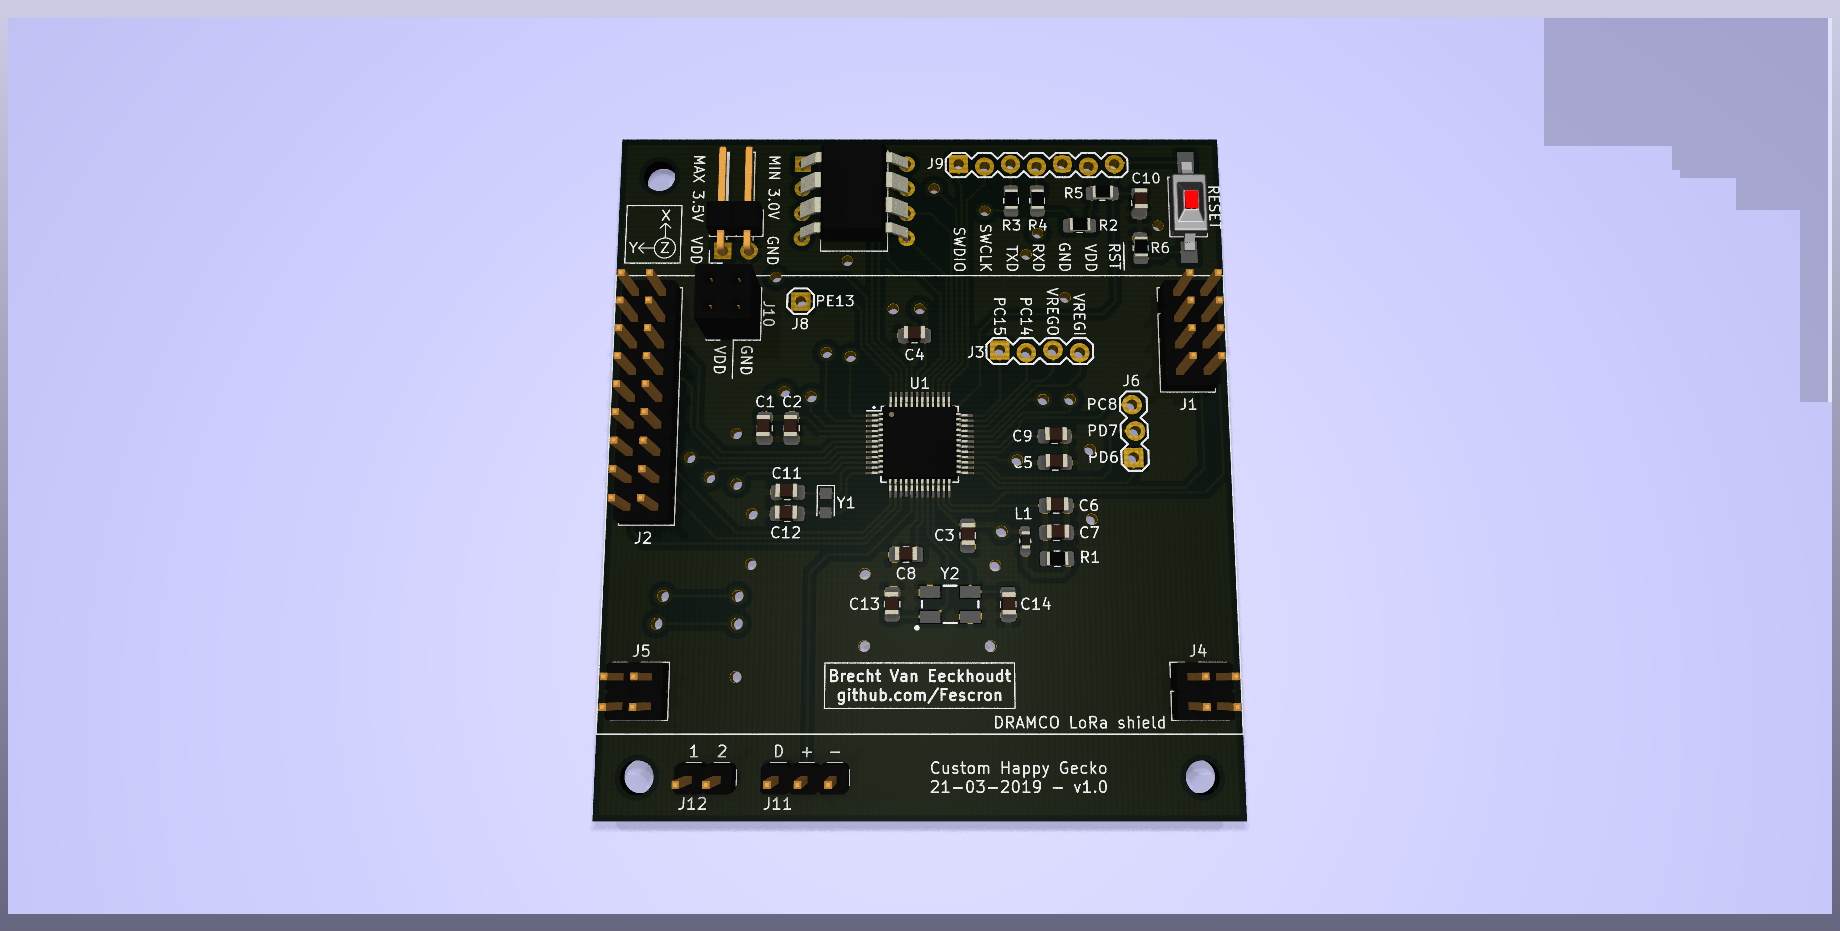 MAX 3.5V
MIN 3.0V
X
Y
Z
VDD
GND
J9
R3
R4
R5
R2
C10
R6
RESET
SWDIO
SWCLK
TXD
RXD
GND
VDD
RST
J10
VDD
GND
PE13
J8
C4
PC15
PC14
VREGO
VREGI
J3
J1
J6
PC8
PD7
PD6
U1
C1
C2
C9
C5
C11
C12
Y1
J2
L1
C6
C7
R1
C3
C8
Y2
C13
C14
J5
J4
Brecht Van Eeckhoudt
github.com/Fescron
DRAMCO LoRa shield
1 2
D + -
J12
J11
Custom Happy Gecko
21-03-2019 - v1.0